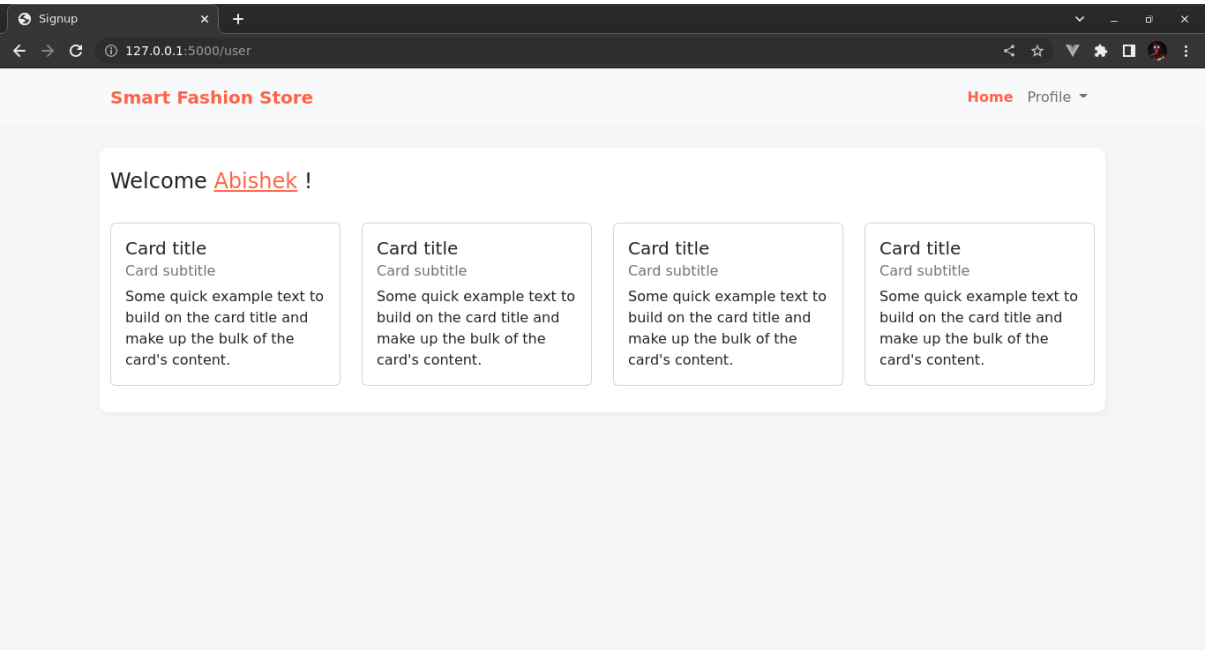 Signup
127.0.0.1:5000/user
Smart Fashion Store
Home Profile
Welcome Abishek !
Card title
Card subtitle
Some quick example text to
build on the card title and
make up the bulk of the
card's content.
Card title
Card subtitle
Some quick example text to
build on the card title and
make up the bulk of the
card's content.
Card title
Card subtitle
Some quick example text to
build on the card title and
make up the bulk of the
card's content.
Card title
Card subtitle
Some quick example text to
build on the card title and
make up the bulk of the
card's content.